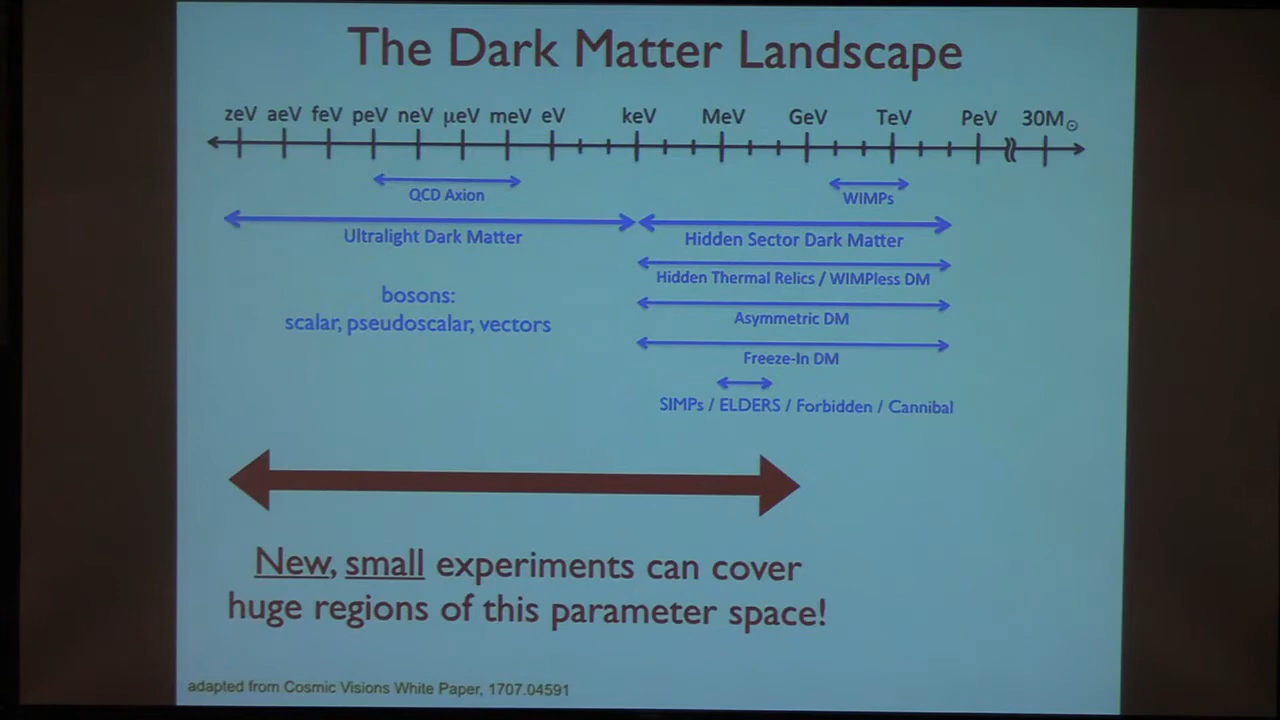 The Dark Matter Landscape
zeV aeV feV peV neV μeV meV eV keV MeV GeV TeV PeV 30M☉
QCD Axion
WIMPs
Ultralight Dark Matter
Hidden Sector Dark Matter
Hidden Thermal Relics / WIMPless DM
bosons:
scalar, pseudoscalar, vectors
Asymmetric DM
Freeze-In DM
SIMPs / ELDERS / Forbidden / Cannibal
New, small experiments can cover
huge regions of this parameter space!
adapted from Cosmic Visions White Paper, 1707.04591